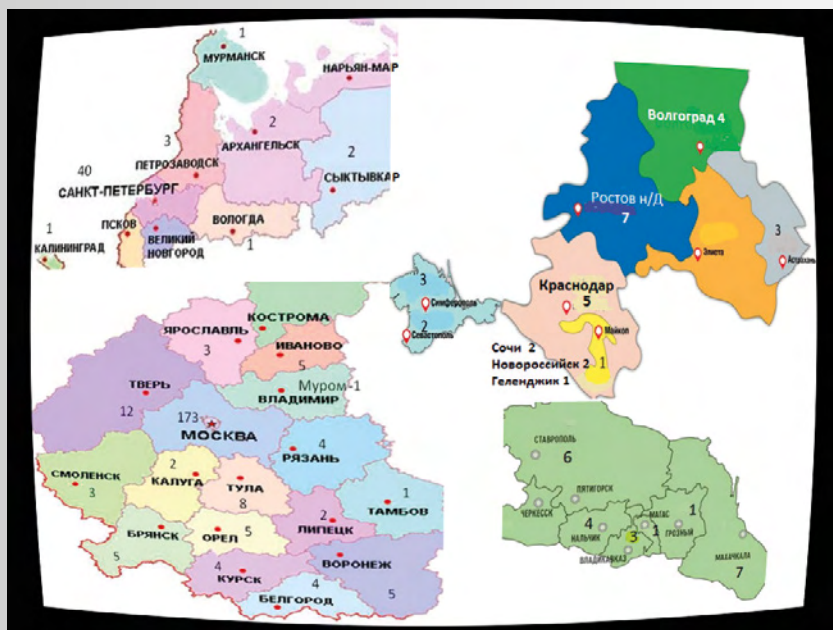 1
МУРМАНСК
НАРЬЯН-МАР
3
2
АРХАНГЕЛЬСК
2
40
ПЕТРОЗАВОДСК
СЫКТЫВКАР
САНКТ-ПЕТЕРБУРГ
1
ПСКОВ
ВОЛОГДА
КАЛИНИНГРАД
ВЕЛИКИЙ
НОВГОРОД
1
Волгоград 4
Ростов н/Д
7
3
Элиста
Астрахань
3
Симферополь
2
Севастополь
Краснодар
5
Майкоп
1
Сочи 2
Новороссийск 2
Геленджик 1
КОСТРОМА
ЯРОСЛАВЛЬ
3
ИВАНОВО
5
ТВЕРЬ
Муром -1
ВЛАДИМИР
12
173
МОСКВА
4
РЯЗАНЬ
СМОЛЕНСК
3
2
КАЛУГА
ТУЛА
8
1
ТАМБОВ
2
ЛИПЕЦК
БРЯНСК
5
ОРЕЛ
5
ВОРОНЕЖ
5
4
КУРСК
4
БЕЛГОРОД
СТАВРОПОЛЬ
6
ПЯТИГОРСК
ЧЕРКЕССК
4
НАЛЬЧИК
МАГАС
1
1
ГРОЗНЫЙ
3
ВЛАДИКАВКАЗ
МАХАЧКАЛА
7